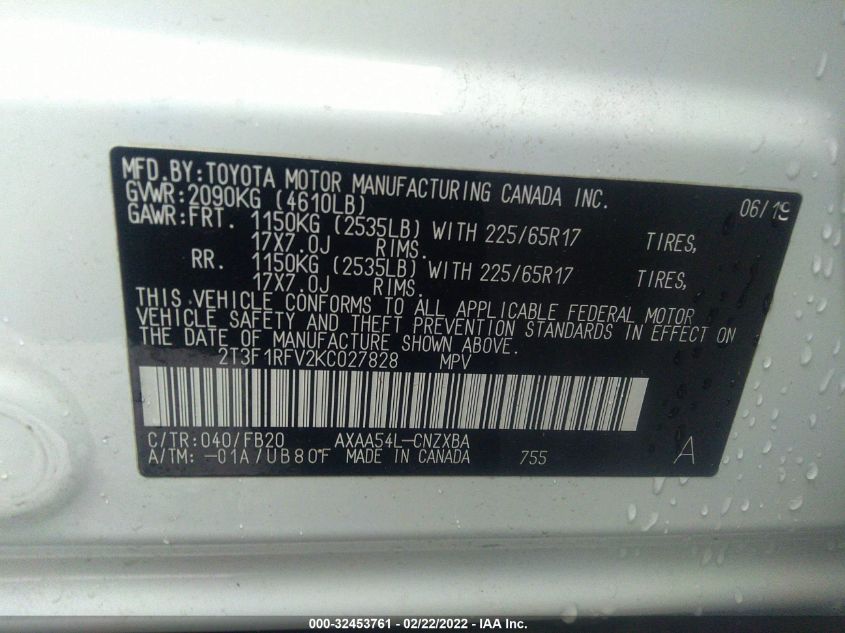 MFD.BY:TOYOTA MOTOR MANUFACTURING CANADA INC.
GVWR:2090KG (4610LB) 06/19
GAWR:FRT. 1150KG (2535LB) WITH 225/65R17 TIRES,
17X7.0J RIMS.
RR. 1150KG (2535LB) WITH 225/65R17 TIRES,
17X7.0J RIMS.
THIS VEHICLE CONFORMS TO ALL APPLICABLE FEDERAL MOTOR
VEHICLE SAFETY AND THEFT PREVENTION STANDARDS IN EFFECT ON
THE DATE OF MANUFACTURE SHOWN ABOVE.
2T3F1RFV2KC027828 MPV
C/TR:040/FB20 AXAA54L-CNZXBA
A/TM: -01A/UB80F MADE IN CANADA 755 A
000-32453761 - 02/22/2022 - IAA Inc.